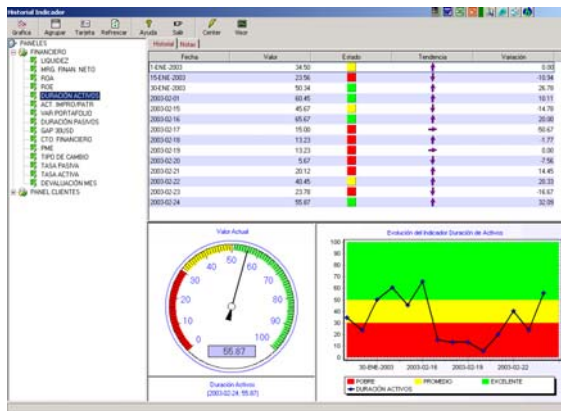 Historial Indicador
Grafica Agrupar Tarjeta Refrescar Ayuda Salir Center Visor
PANELES
FINANCIERO
LIQUIDEZ
MRG. FINAN. NETO
ROA
ROE
DURACIÓN ACTIVOS
ACT. IMPRO/PATR
VAR PORTAFOLIO
DURACIÓN PASIVOS
GAP 30USD
CTO. FINANCIERO
PME
TIPO DE CAMBIO
TASA PASIVA
TASA ACTIVA
DEVALUACIÓN MES
PANEL CLIENTES
Historial Notas
Fecha Valor Estado Tendencia Variación
1-ENE-2003 34.50 0.00
15-ENE-2003 23.56 -10.94
30-ENE-2003 50.34 26.78
2003-02-01 60.45 10.11
2003-02-15 45.67 -14.78
2003-02-16 65.67 20.00
2003-02-17 15.00 -50.67
2003-02-18 13.23 -1.77
2003-02-19 13.23 0.00
2003-02-20 5.67 -7.56
2003-02-21 20.12 14.45
2003-02-22 40.45 20.33
2003-02-23 23.78 -16.67
2003-02-24 55.87 32.09
Valor Actual
0 10 20 30 40 50 60 70 80 90 100
55.87
Duración Activos
(2003-02-24, 55.87)
Evolución del Indicador Duración de Activos
100
90
80
70
60
50
40
30
20
10
0
30-ENE-2003 2003-02-16 2003-02-19 2003-02-22
POBRE PROMEDIO EXCELENTE
DURACIÓN ACTIVOS